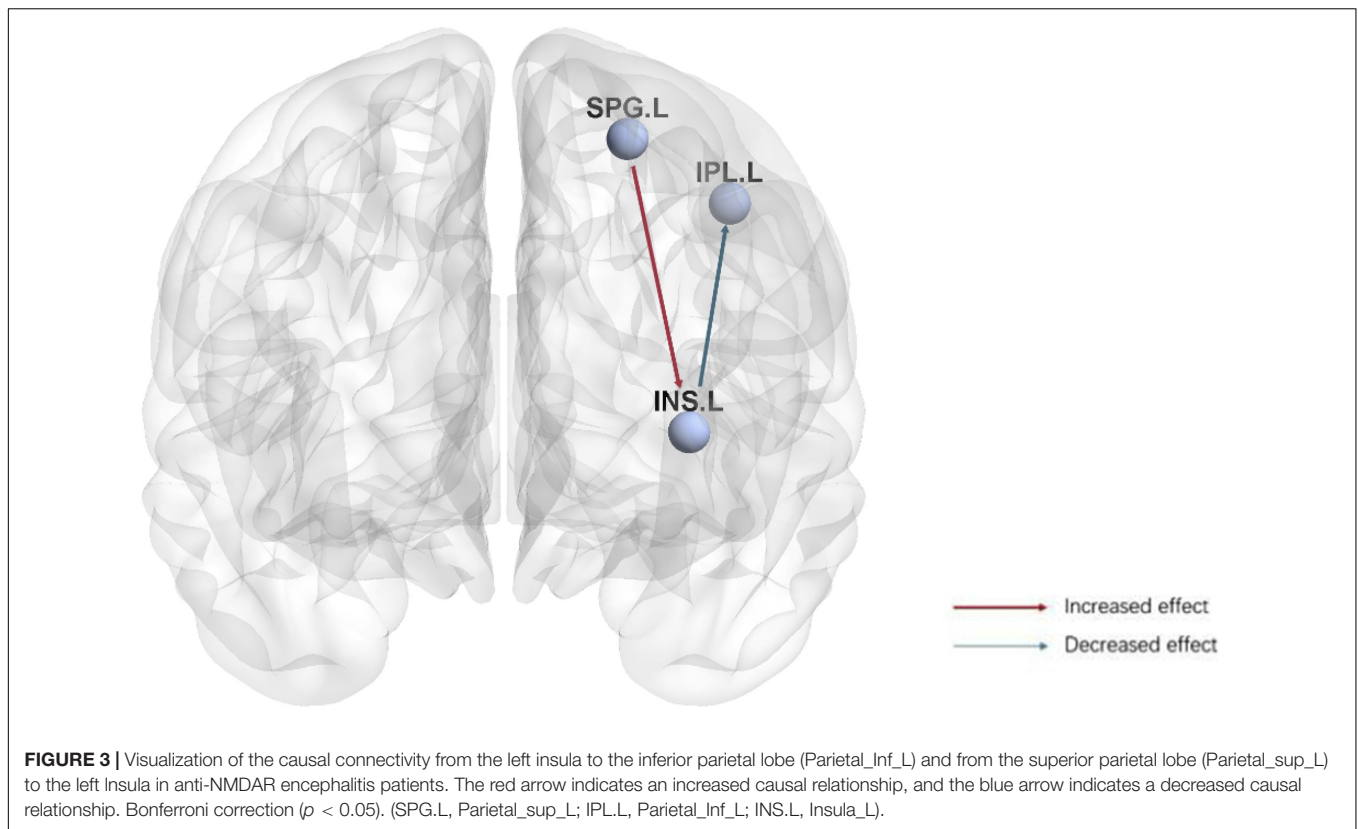 SPG.L
IPL.L
INS.L
Increased effect
Decreased effect
FIGURE 3 | Visualization of the causal connectivity from the left insula to the inferior parietal lobe (Parietal_Inf_L) and from the superior parietal lobe (Parietal_sup_L)
to the left Insula in anti-NMDAR encephalitis patients. The red arrow indicates an increased causal relationship, and the blue arrow indicates a decreased causal
relationship. Bonferroni correction (p < 0.05). (SPG.L, Parietal_sup_L; IPL.L, Parietal_Inf_L; INS.L, Insula_L).